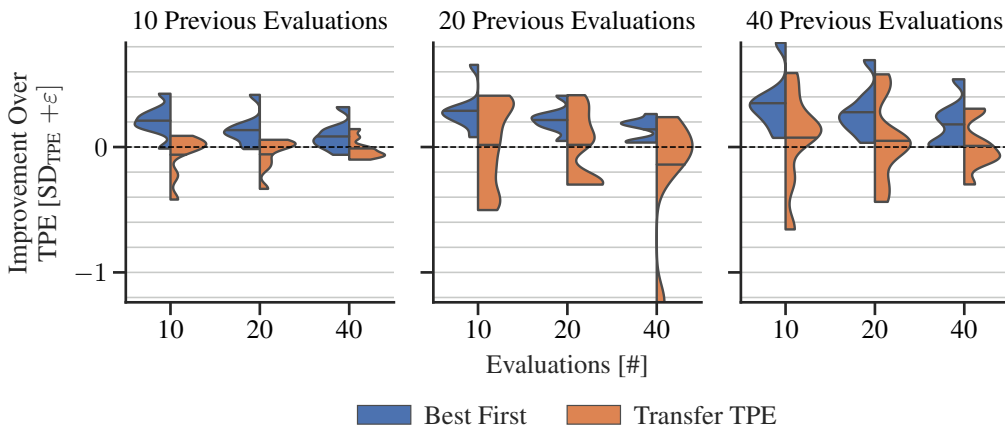 10 Previous Evaluations
20 Previous Evaluations
40 Previous Evaluations
Improvement Over
TPE [SD_TPE +ε]
0
−1
10 20 40
10 20 40
10 20 40
Evaluations [#]
Best First
Transfer TPE